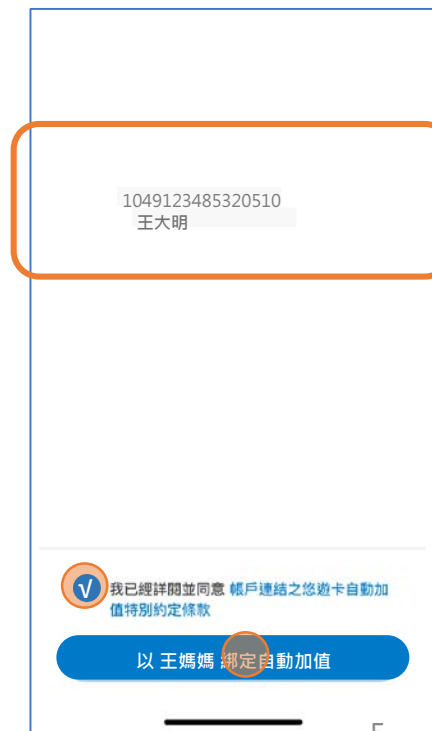 1049123485320510
王大明
√ 我已經詳閱並同意 帳戶連結之悠遊卡自動加
值特別約定條款
以 王媽媽 綁定自動加值